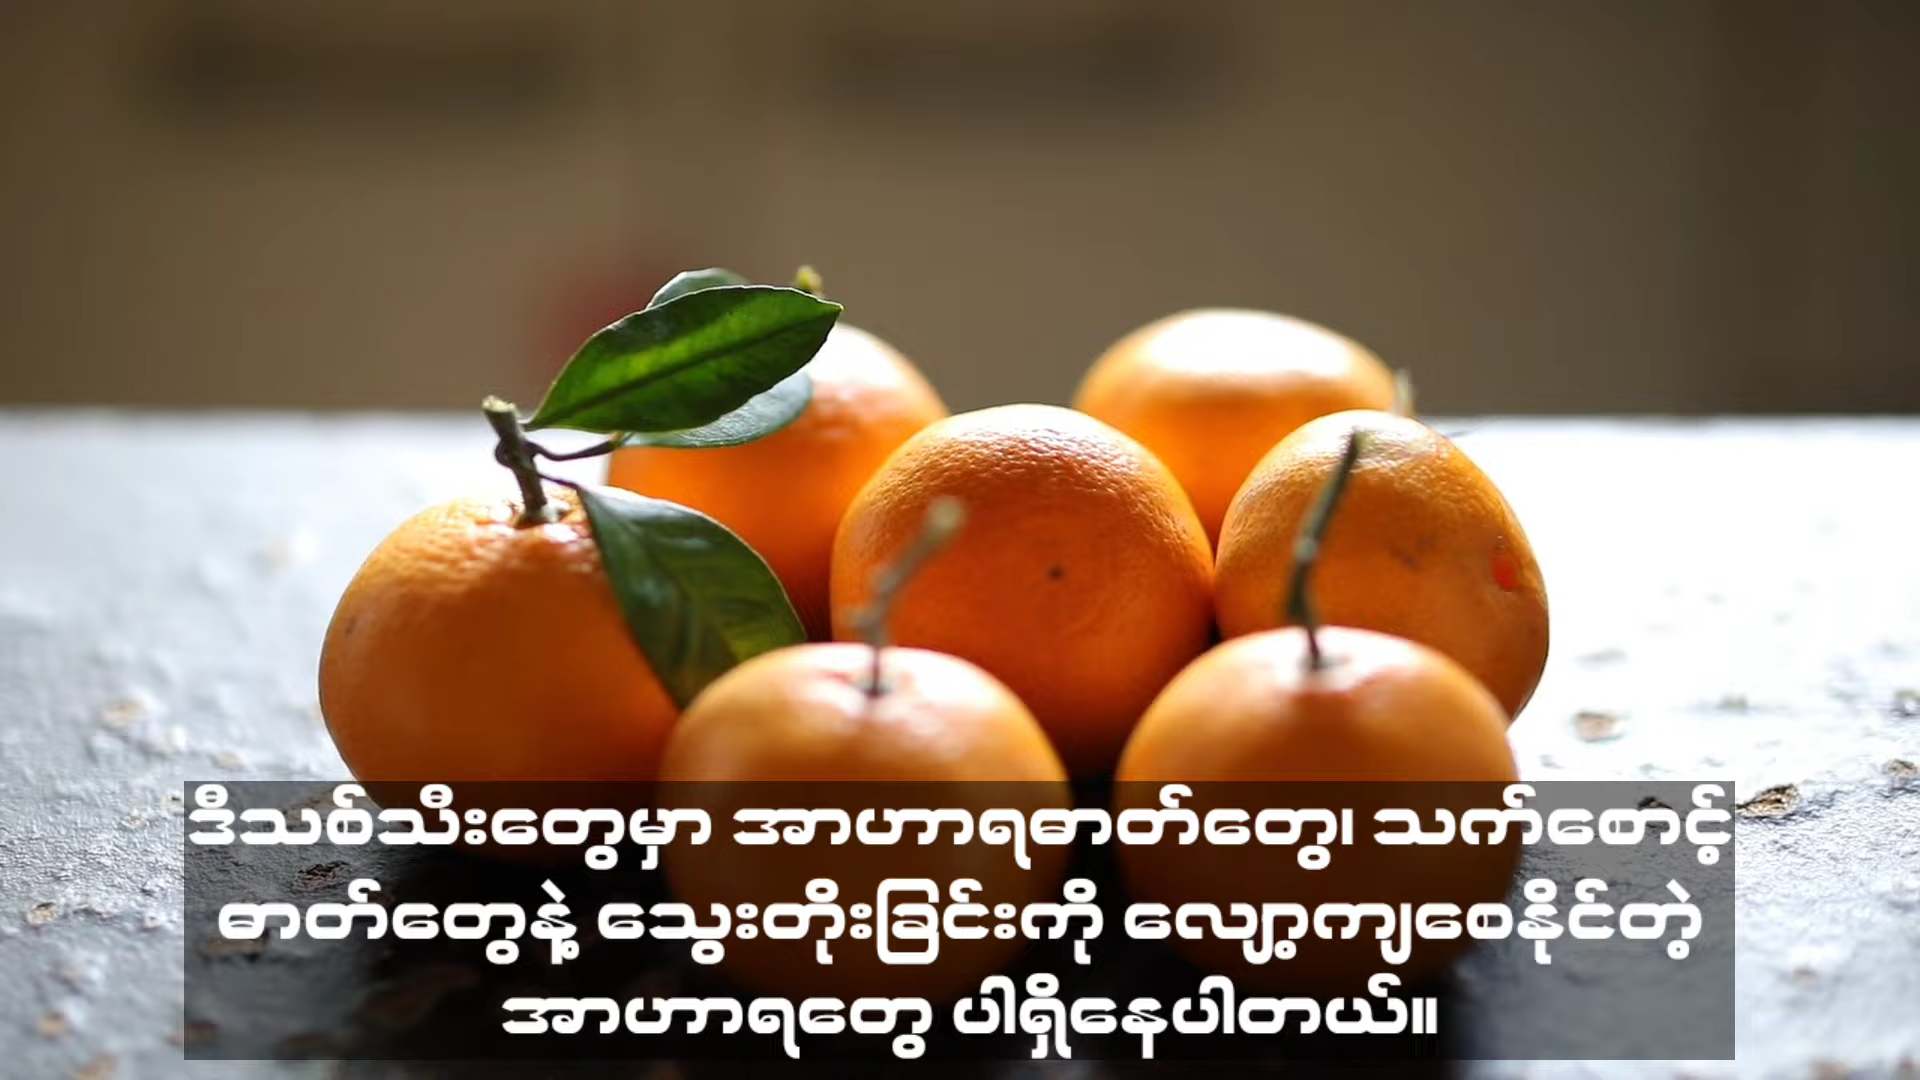 ဒီသစ်သီးတွေမှာ အာဟာရဓာတ်တွေ၊ သက်စောင့်
ဓာတ်တွေနဲ့ သွေးတိုးခြင်းကို လျော့ကျစေနိုင်တဲ့
အာဟာရတွေ ပါရှိနေပါတယ်။